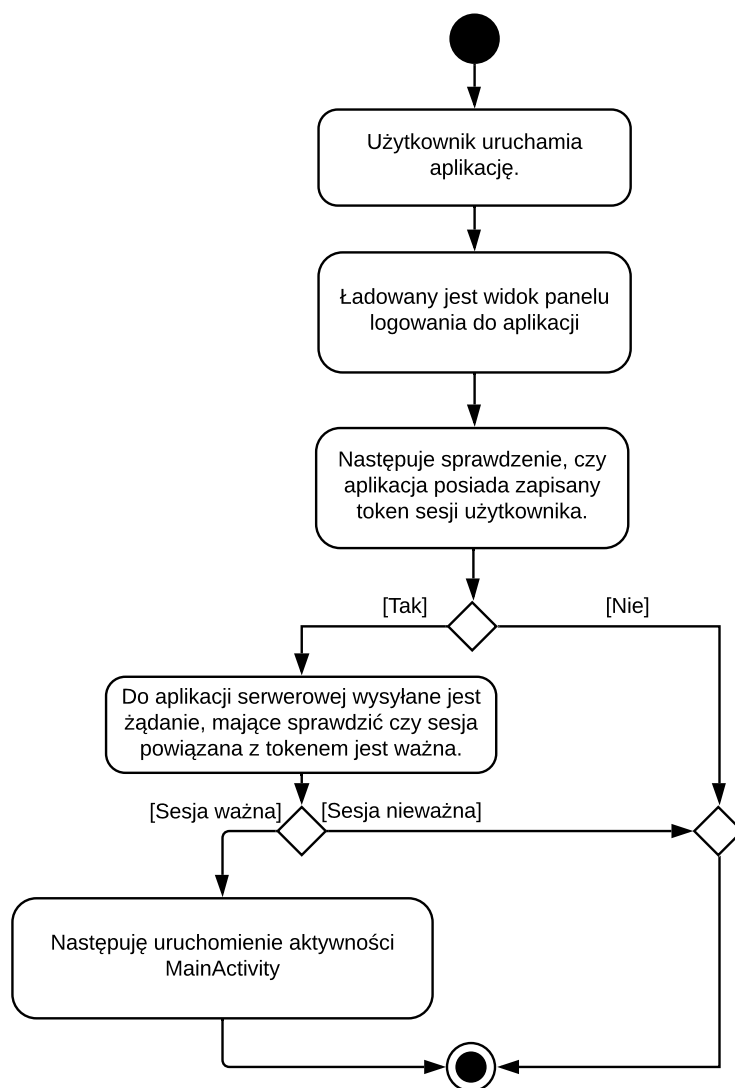 Użytkownik uruchamia
aplikację.
Ładowany jest widok panelu
logowania do aplikacji
Następuje sprawdzenie, czy
aplikacja posiada zapisany
token sesji użytkownika.
[Tak]
[Nie]
Do aplikacji serwerowej wysyłane jest
żądanie, mające sprawdzić czy sesja
powiązana z tokenem jest ważna.
[Sesja ważna]
[Sesja nieważna]
Następuję uruchomienie aktywności
MainActivity